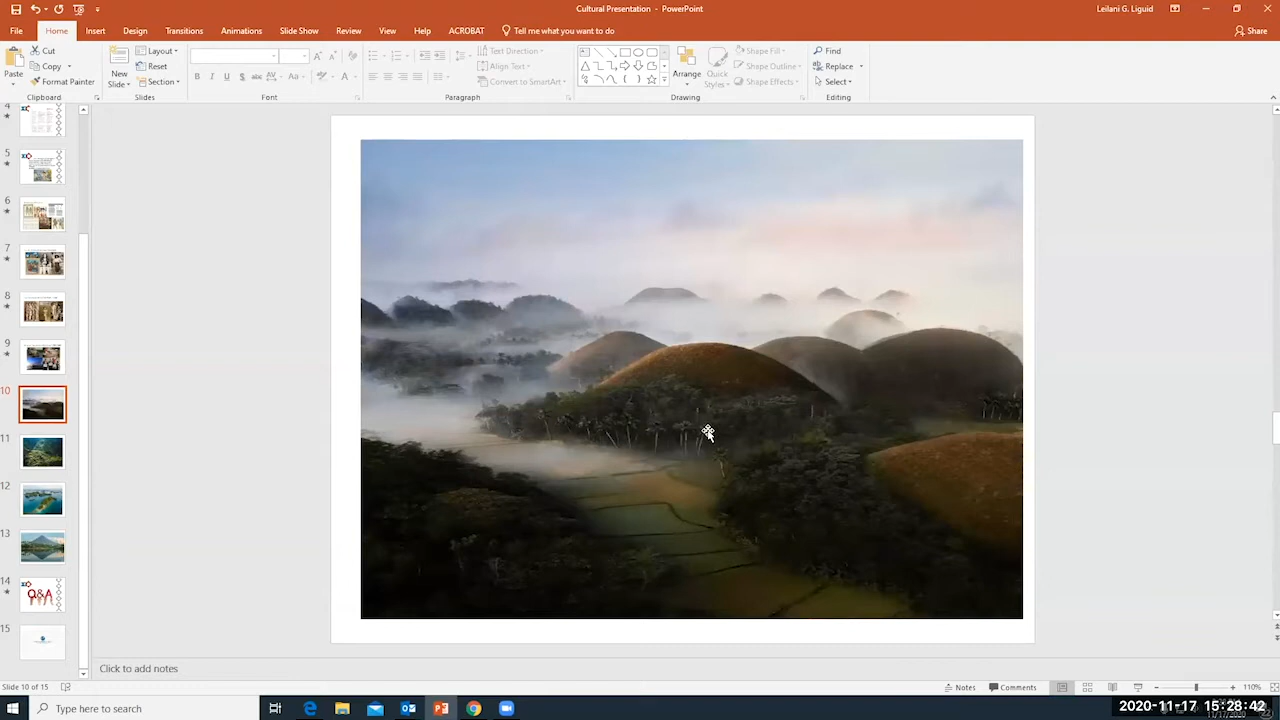 Cultural Presentation - PowerPoint
Leilani G. Liguid
File
Home
Insert
Design
Transitions
Animations
Slide Show
Review
View
Help
ACROBAT
Tell me what you want to do
Share
Paste
Cut
Copy
Format Painter
Clipboard
New Slide
Layout
Reset
Section
Slides
Font
Text Direction
Align Text
Convert to SmartArt
Paragraph
Arrange
Quick Styles
Shape Fill
Shape Outline
Shape Effects
Drawing
Find
Replace
Select
Editing
4
5
6
7
8
9
10
11
12
13
14
Q&A
15
Click to add notes
Slide 10 of 15
Notes
Comments
110%
Type here to search
2020-11-17 15:28:42